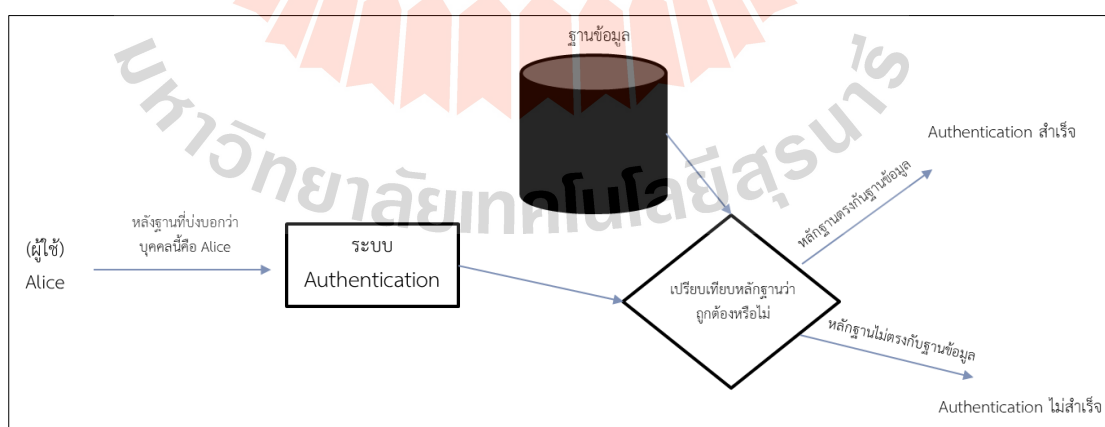 ฐานข้อมูล
มหาวิทยาลัยเทคโนโลยีสุรนารี
Authentication สำเร็จ
หลักฐานตรงกันฐานข้อมูล
หลังฐานที่บ่งบอกว่า
บุคคลนี้คือ Alice
(ผู้ใช้)
Alice
ระบบ
Authentication
เปรียบเทียบหลักฐานว่า
ถูกต้องหรือไม่
หลักฐานไม่ตรงกับฐานข้อมูล
Authentication ไม่สำเร็จ